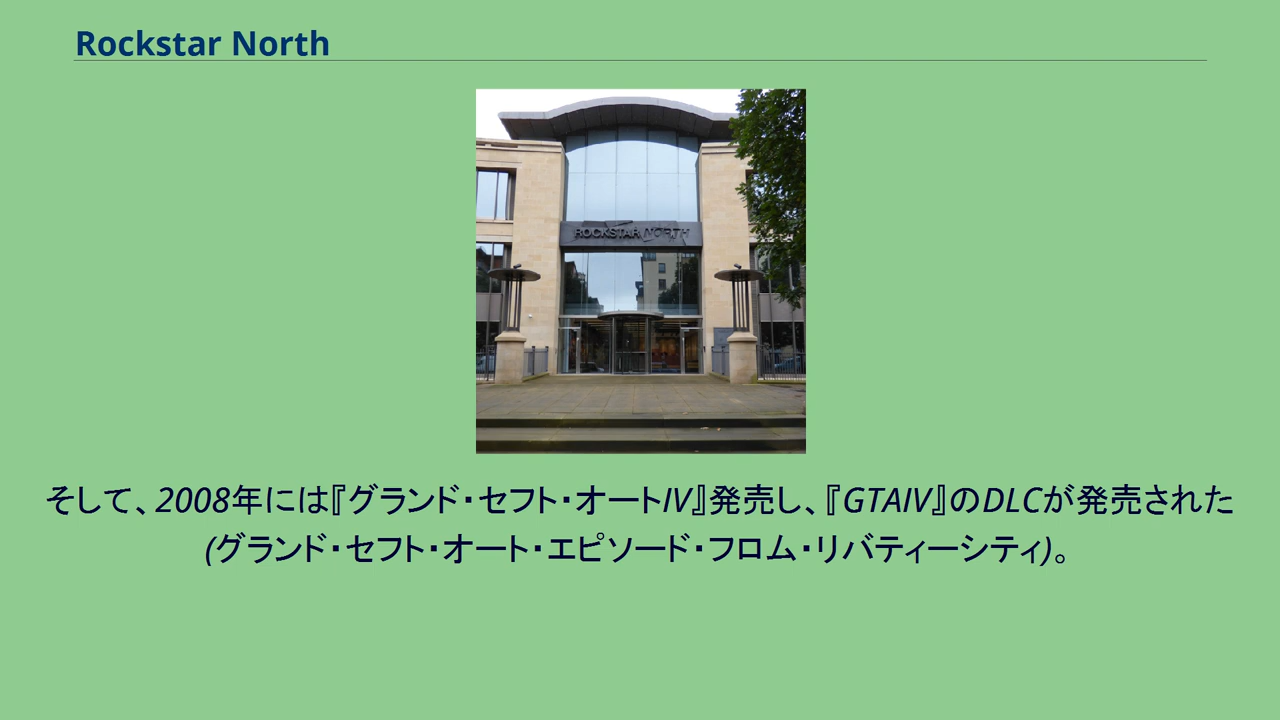 Rockstar North
ROCKSTAR NORTH
そして、2008年には『グランド・セフト・オートIV』発売し、『GTAIV』のDLCが発売された
(グランド・セフト・オート・エピソード・フロム・リバティーシティ)。